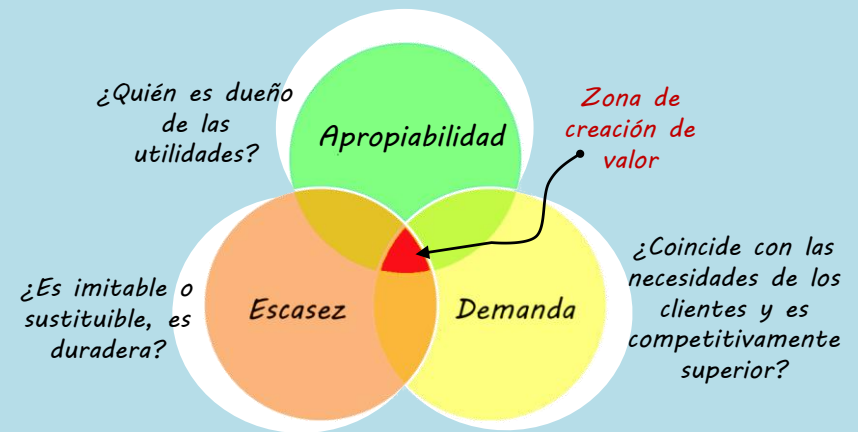 ¿Quién es dueño
de las
utilidades?
Apropiabilidad
Zona de
creación de
valor
¿Es imitable o
sustituible, es
duradera?
Escasez
Demanda
¿Coincide con las
necesidades de los
clientes y es
competitivamente
superior?